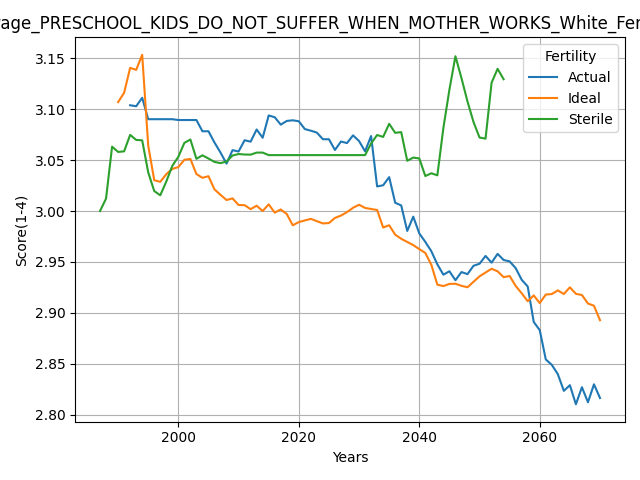 rage_PRESCHOOL_KIDS_DO_NOT_SUFFER_WHEN_MOTHER_WORKS_White_Fer
Fertility
Actual
Ideal
Sterile
Score(1-4)
3.15
3.10
3.05
3.00
2.95
2.90
2.85
2.80
2000 2020 2040 2060
Years